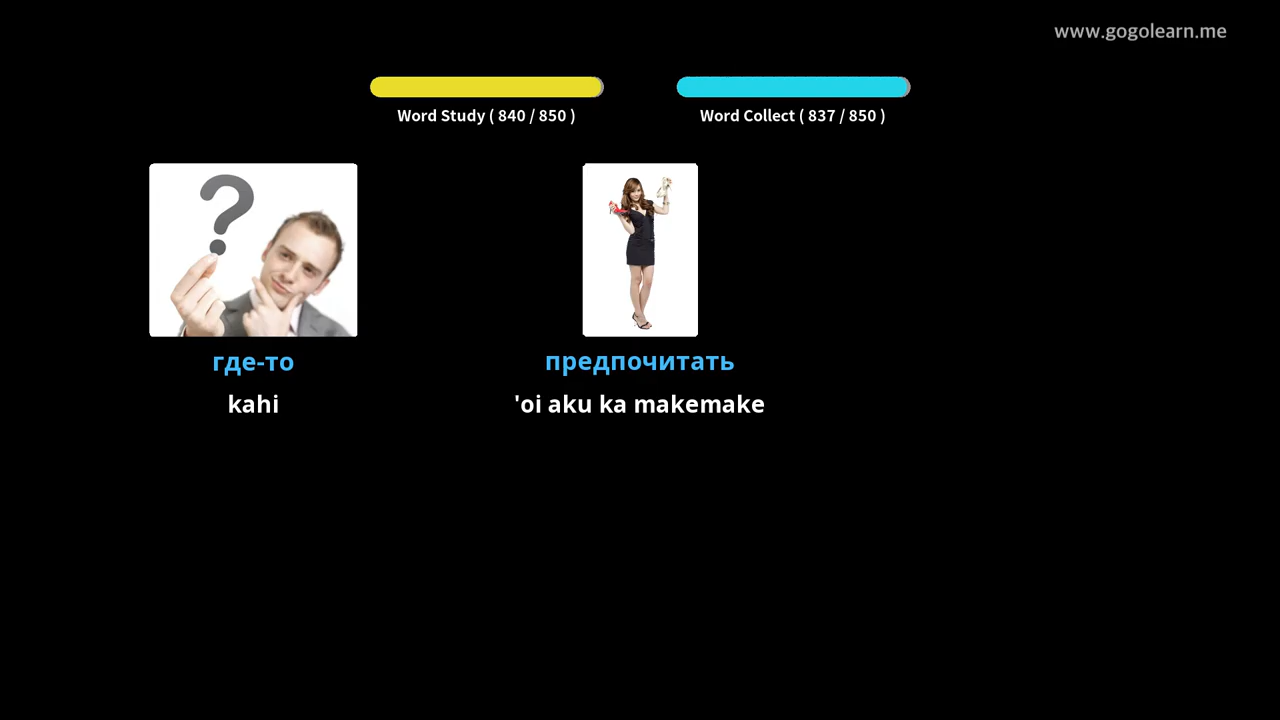 www.gogolearn.me
Word Study ( 840 / 850 )
Word Collect ( 837 / 850 )
?
где-то
kahi
предпочитать
'oi aku ka makemake